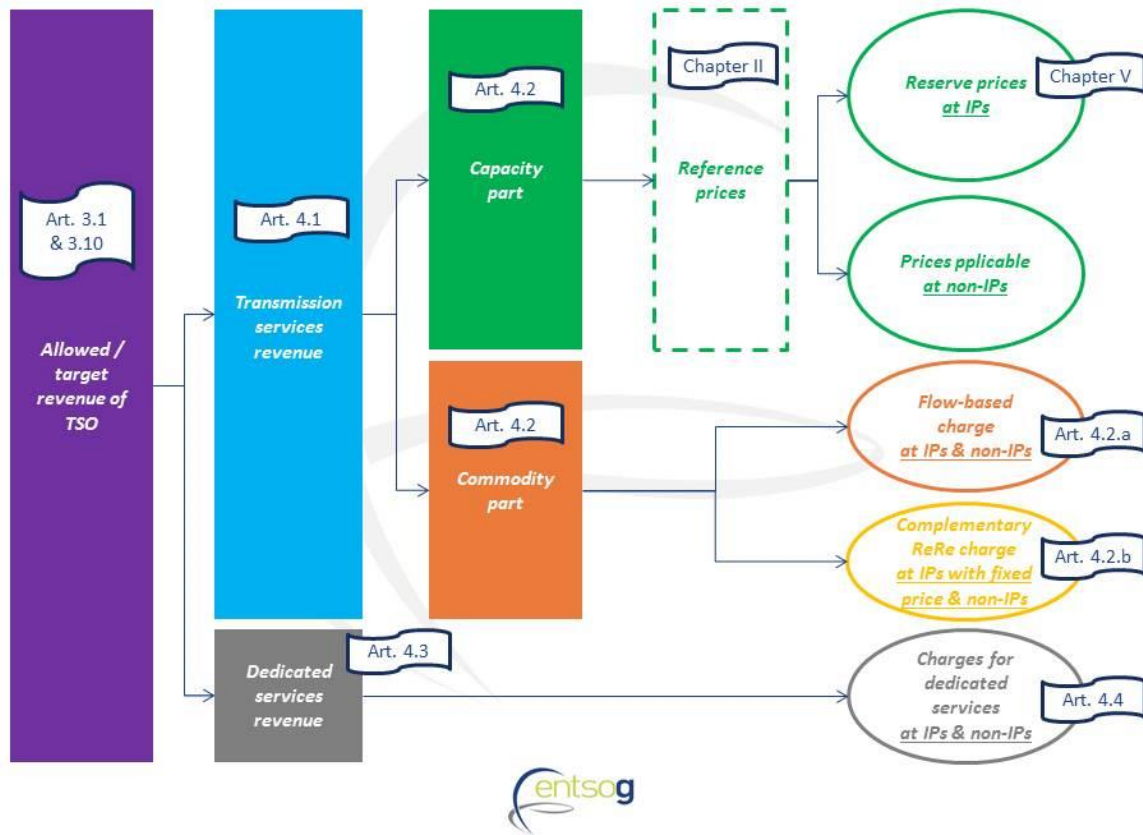 Art. 3.1
& 3.10
Allowed /
target
revenue of
TSO
Art. 4.1
Transmission
services
revenue
Art. 4.3
Dedicated
services
revenue
Art. 4.2
Capacity
part
Art. 4.2
Commodity
part
Chapter II
Reference
prices
Reserve prices
at IPs
Chapter V
Prices pplicable
at non-IPs
Flow-based
charge
at IPs & non-IPs
Art. 4.2.a
Complementary
ReRe charge
at IPs with fixed
price & non-IPs
Art. 4.2.b
Charges for
dedicated
services
at IPs & non-IPs
Art. 4.4
entsog